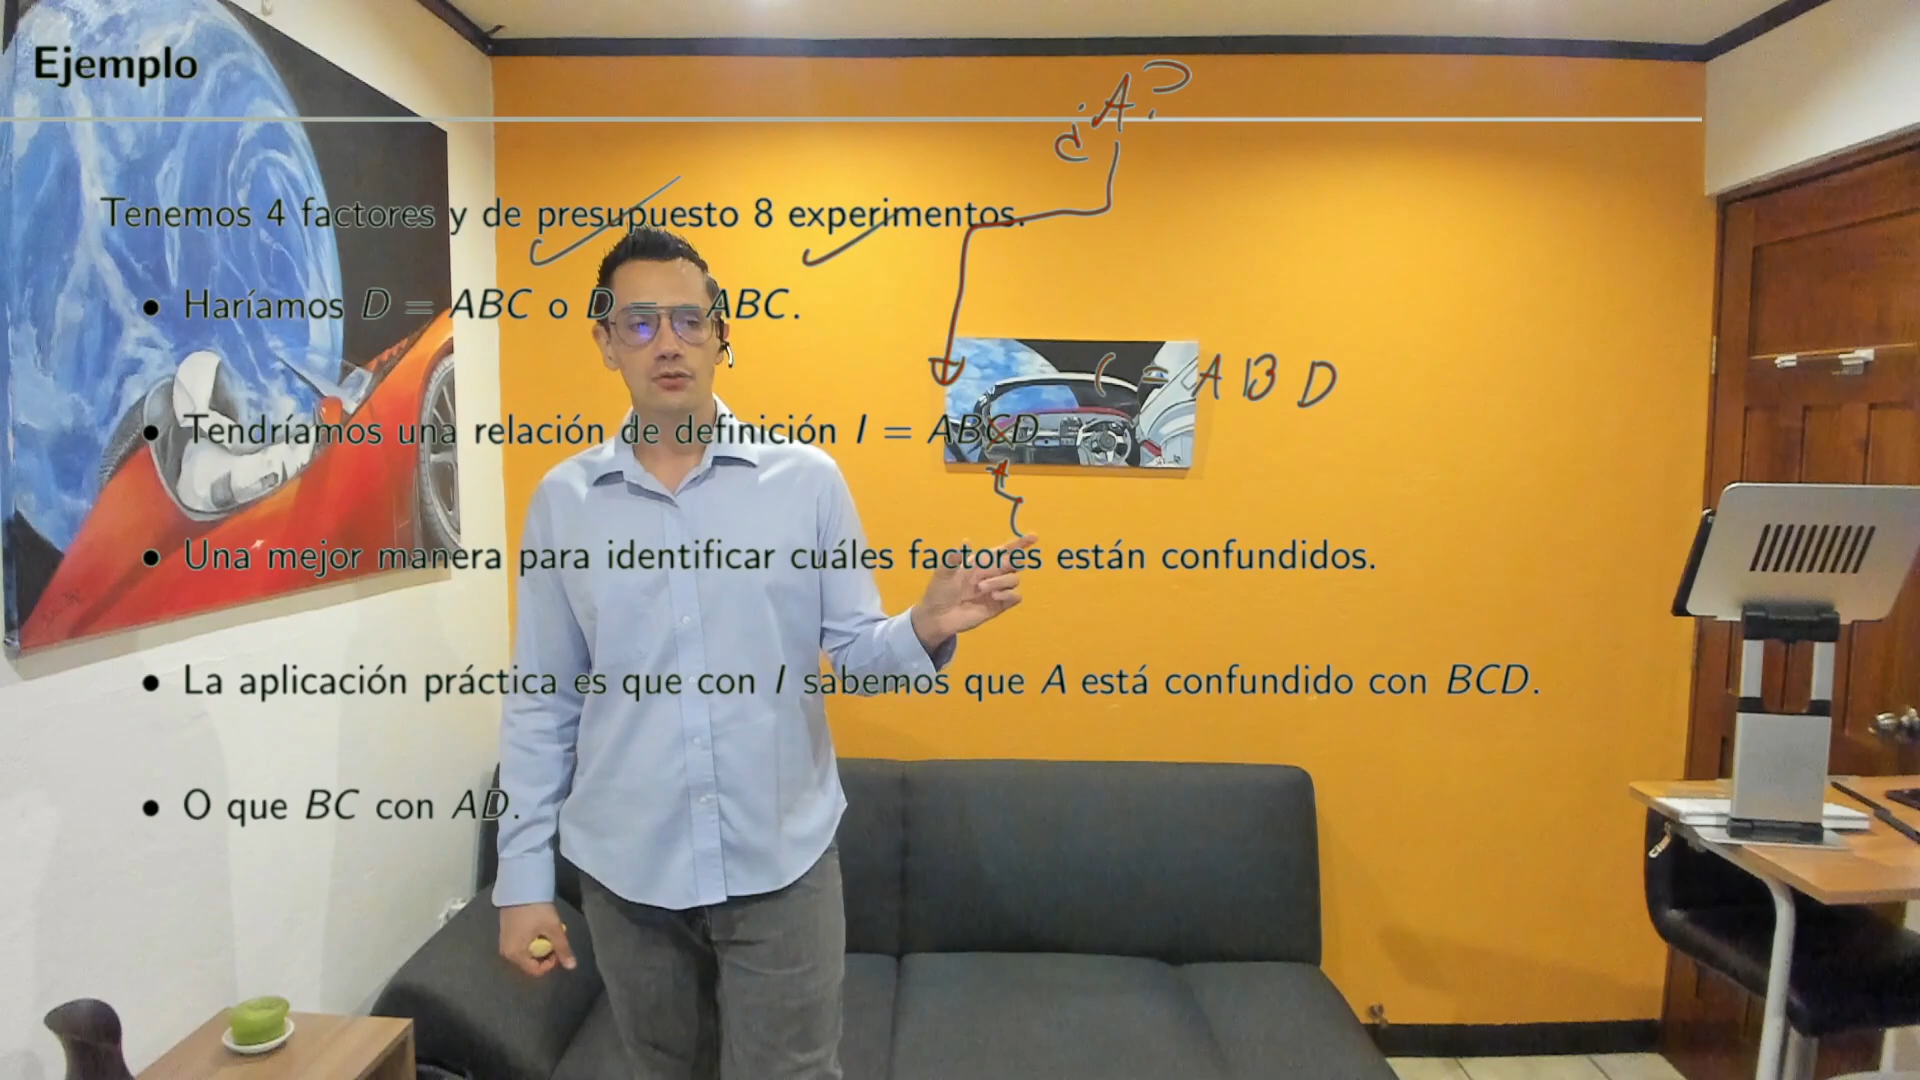 Ejemplo
¿A?
Tenemos 4 factores y de presupuesto 8 experimentos.
• Haríamos D = ABC o D = −ABC.
C = ABD
• Tendríamos una relación de definición I = ABCD
• Una mejor manera para identificar cuáles factores están confundidos.
• La aplicación práctica es que con I sabemos que A está confundido con BCD.
• O que BC con AD.